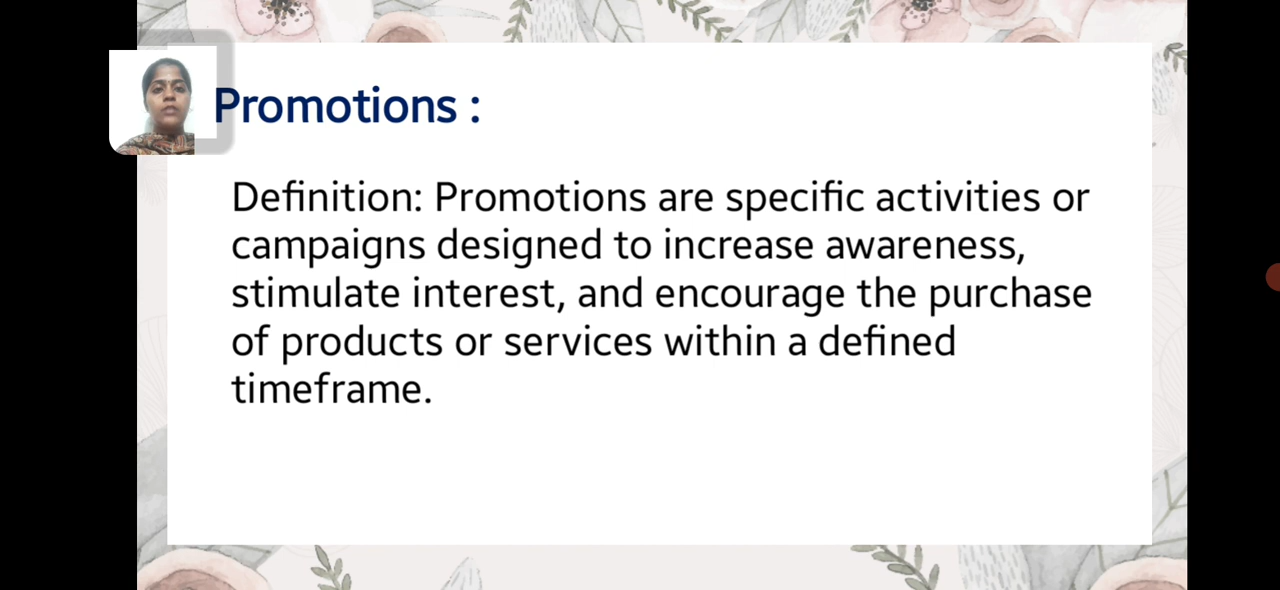 Promotions :
Definition: Promotions are specific activities or
campaigns designed to increase awareness,
stimulate interest, and encourage the purchase
of products or services within a defined
timeframe.